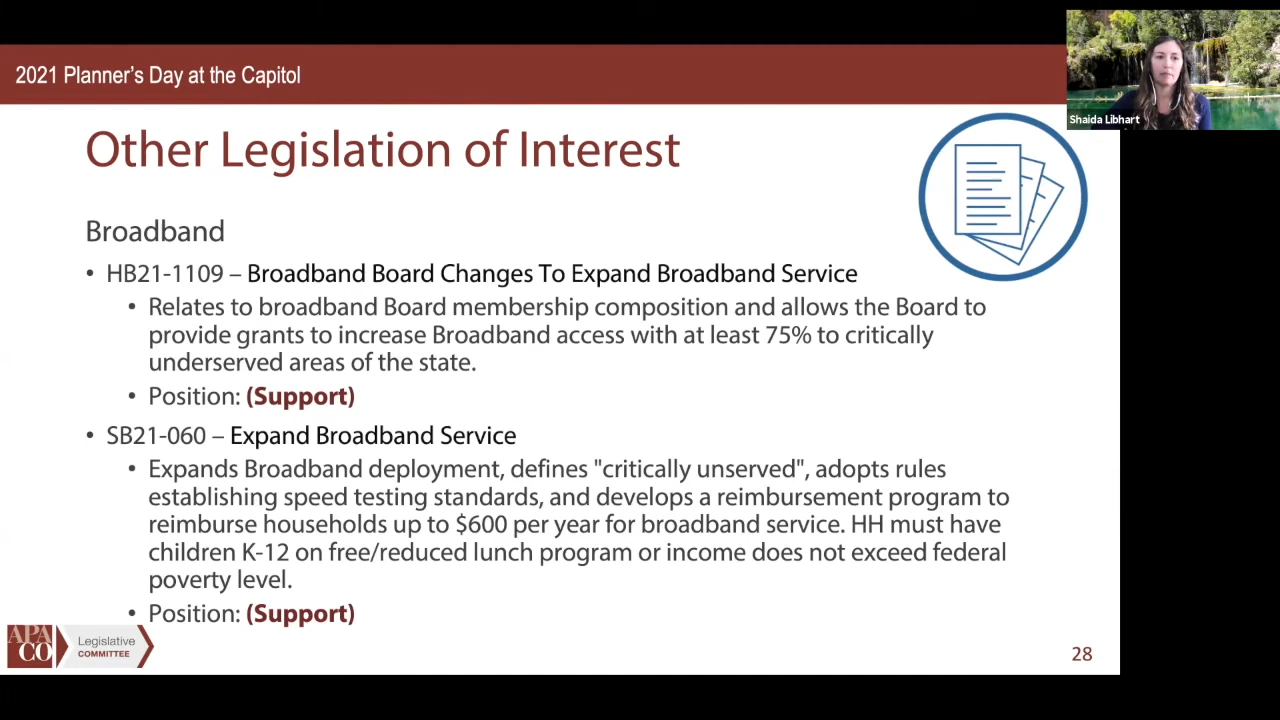 2021 Planner's Day at the Capitol
Shaida Libhart
Other Legislation of Interest
Broadband
• HB21-1109 – Broadband Board Changes To Expand Broadband Service
• Relates to broadband Board membership composition and allows the Board to
provide grants to increase Broadband access with at least 75% to critically
underserved areas of the state.
• Position: (Support)
• SB21-060 – Expand Broadband Service
• Expands Broadband deployment, defines "critically unserved", adopts rules
establishing speed testing standards, and develops a reimbursement program to
reimburse households up to $600 per year for broadband service. HH must have
children K-12 on free/reduced lunch program or income does not exceed federal
poverty level.
• Position: (Support)
APA
CO
Legislative
COMMITTEE
28